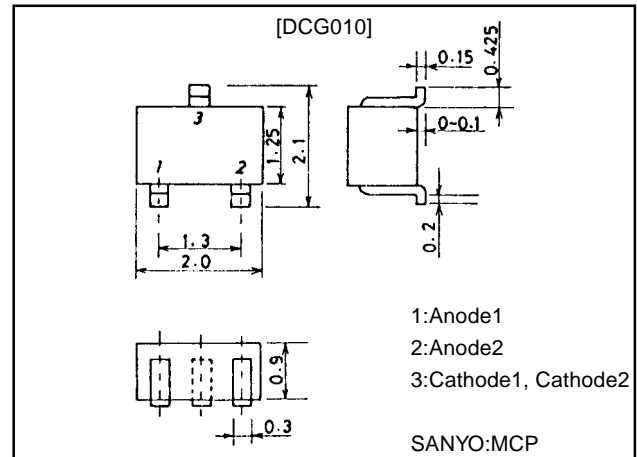 [DCG010]
0.15
0.425
3
1.25
2.1
0~0.1
1 2
1.3
2.0
0.2
1:Anode1
2:Anode2
3:Cathode1, Cathode2
0.9
0.3
SANYO:MCP